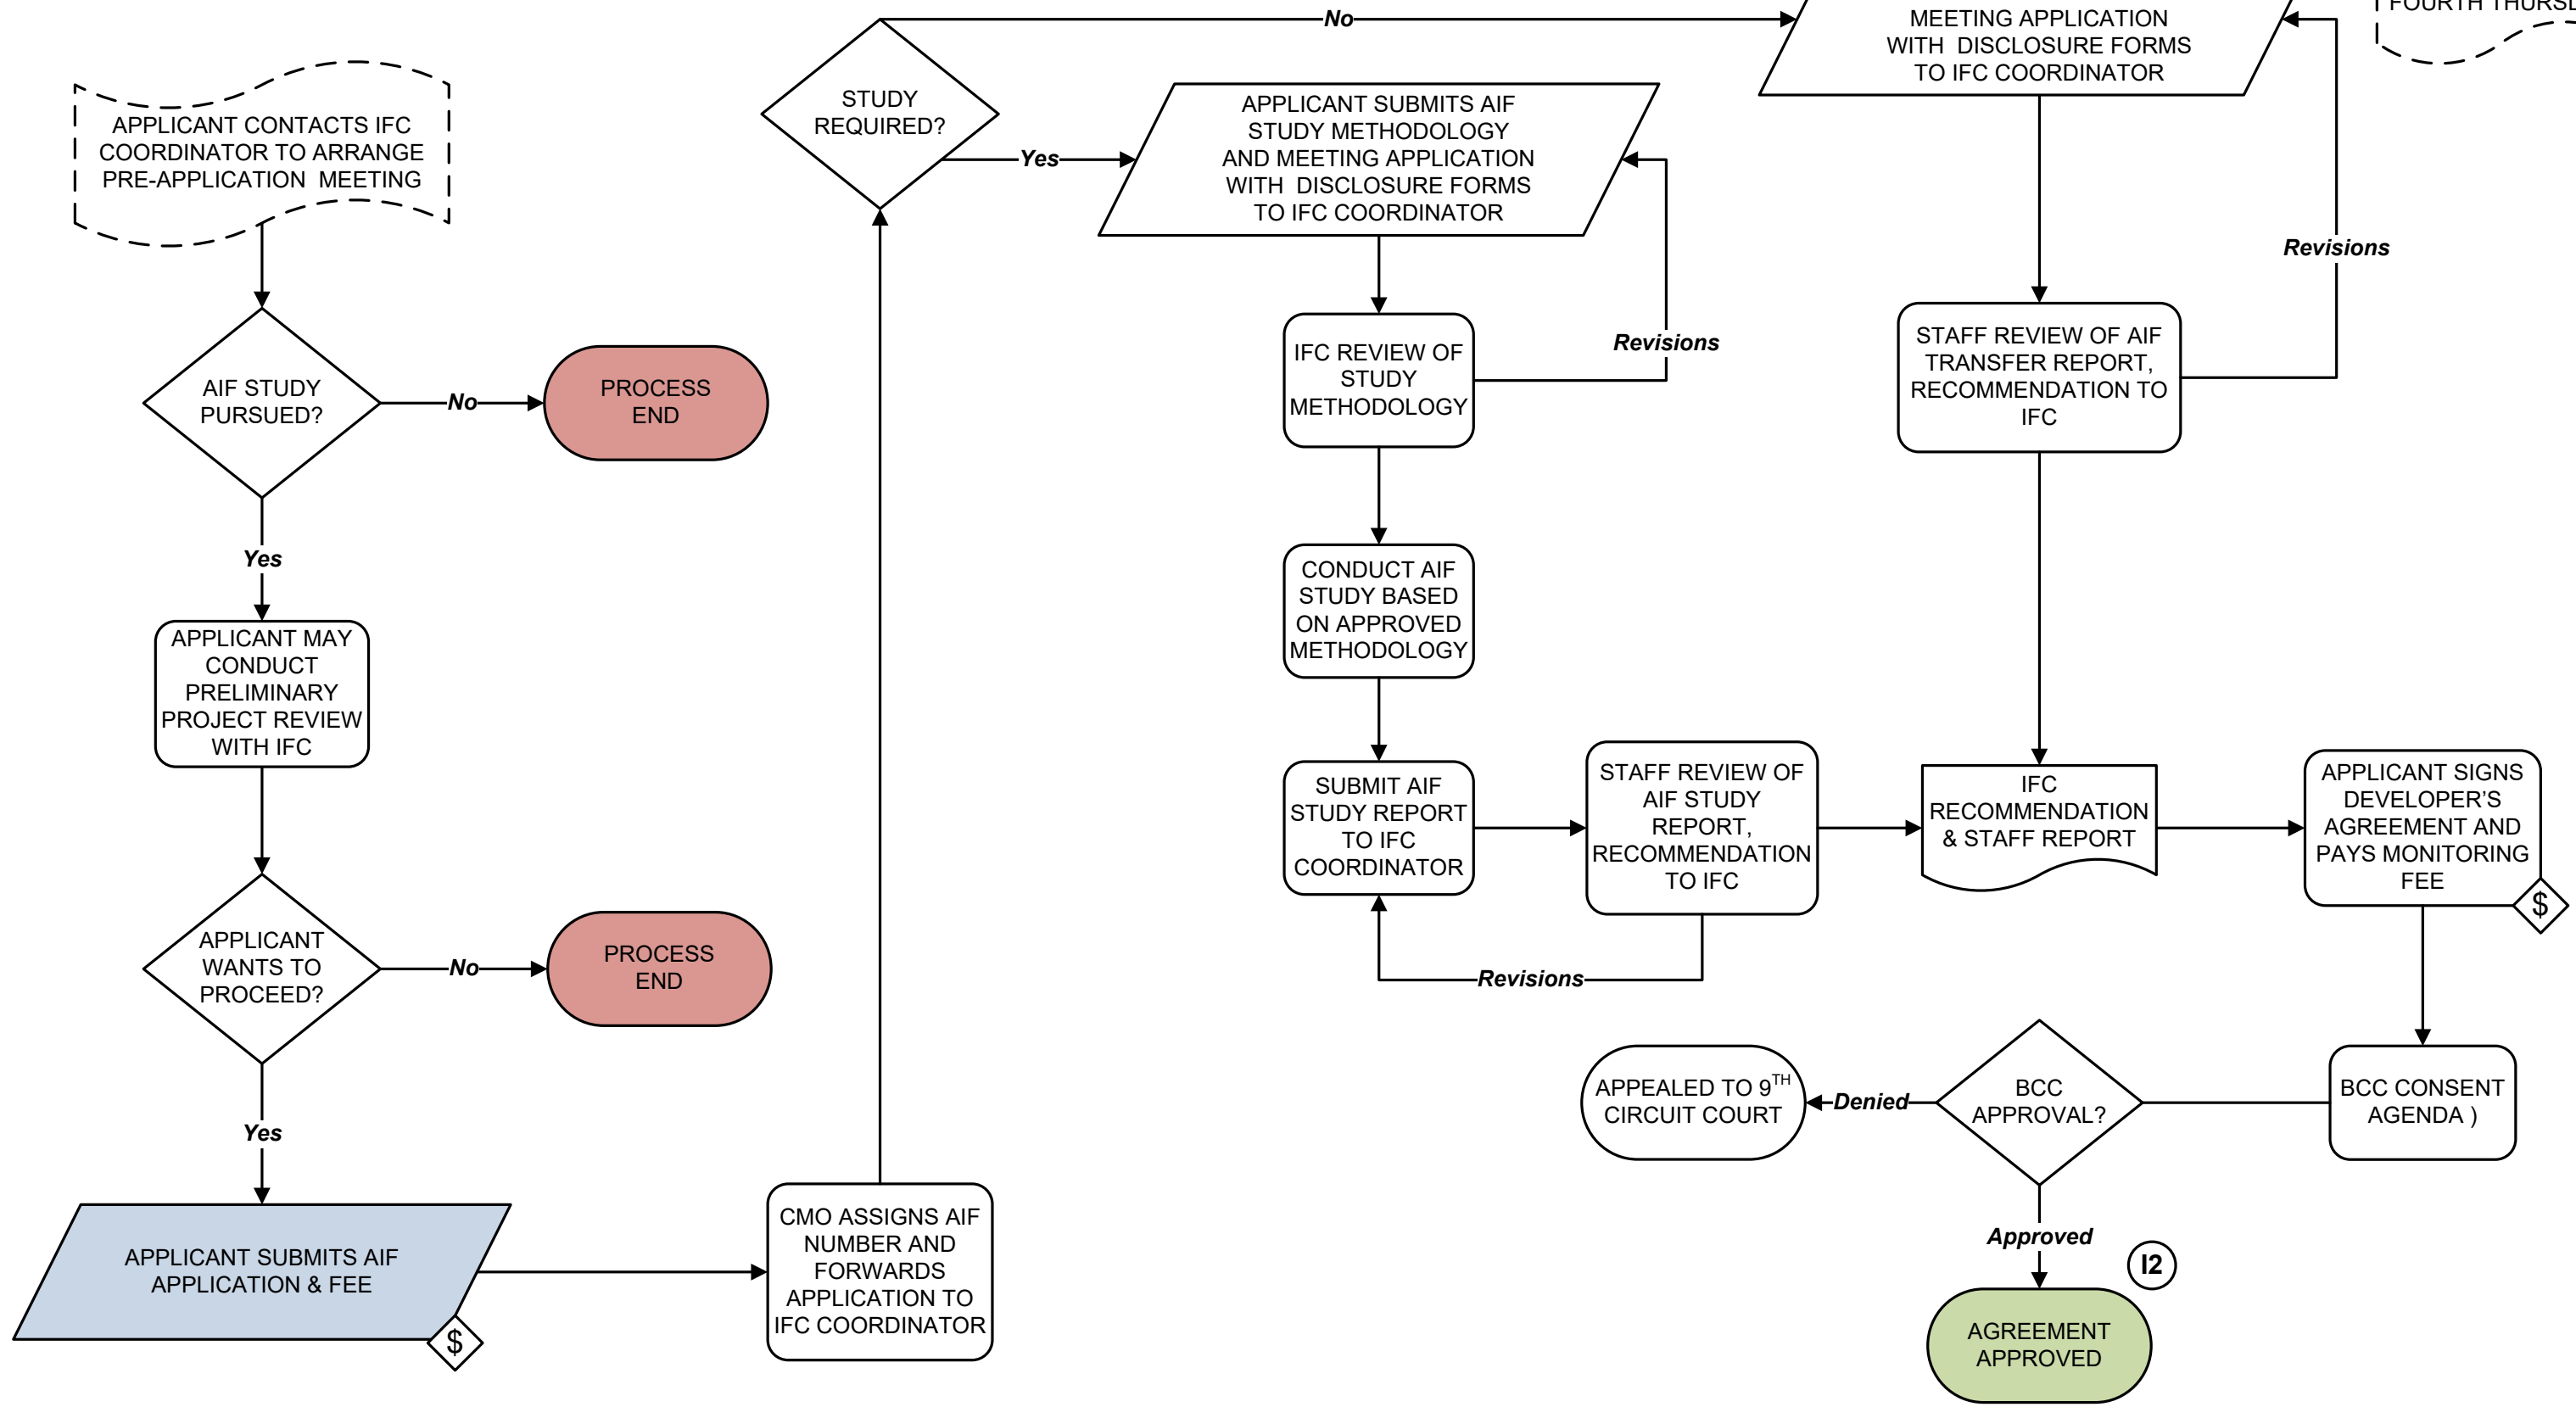 APPLICANT CONTACTS IFC
COORDINATOR TO ARRANGE
PRE-APPLICATION MEETING
AIF STUDY
PURSUED?
No
PROCESS
END
Yes
APPLICANT MAY
CONDUCT
PRELIMINARY
PROJECT REVIEW
WITH IFC
APPLICANT
WANTS TO
PROCEED?
No
PROCESS
END
Yes
APPLICANT SUBMITS AIF
APPLICATION & FEE
$
CMO ASSIGNS AIF
NUMBER AND
FORWARDS
APPLICATION TO
IFC COORDINATOR
STUDY
REQUIRED?
No
Yes
APPLICANT SUBMITS AIF
STUDY METHODOLOGY
AND MEETING APPLICATION
WITH DISCLOSURE FORMS
TO IFC COORDINATOR
Revisions
IFC REVIEW OF
STUDY
METHODOLOGY
CONDUCT AIF
STUDY BASED
ON APPROVED
METHODOLOGY
SUBMIT AIF
STUDY REPORT
TO IFC
COORDINATOR
STAFF REVIEW OF
AIF STUDY
REPORT,
RECOMMENDATION
TO IFC
Revisions
MEETING APPLICATION
WITH DISCLOSURE FORMS
TO IFC COORDINATOR
FOURTH
Revisions
STAFF REVIEW OF AIF
TRANSFER REPORT,
RECOMMENDATION TO
IFC
IFC
RECOMMENDATION
& STAFF REPORT
APPLICANT SIGNS
DEVELOPER’S
AGREEMENT AND
PAYS MONITORING
FEE
$
BCC CONSENT
AGENDA )
BCC
APPROVAL?
Denied
APPEALED TO 9TH
CIRCUIT COURT
Approved
I2
AGREEMENT
APPROVED